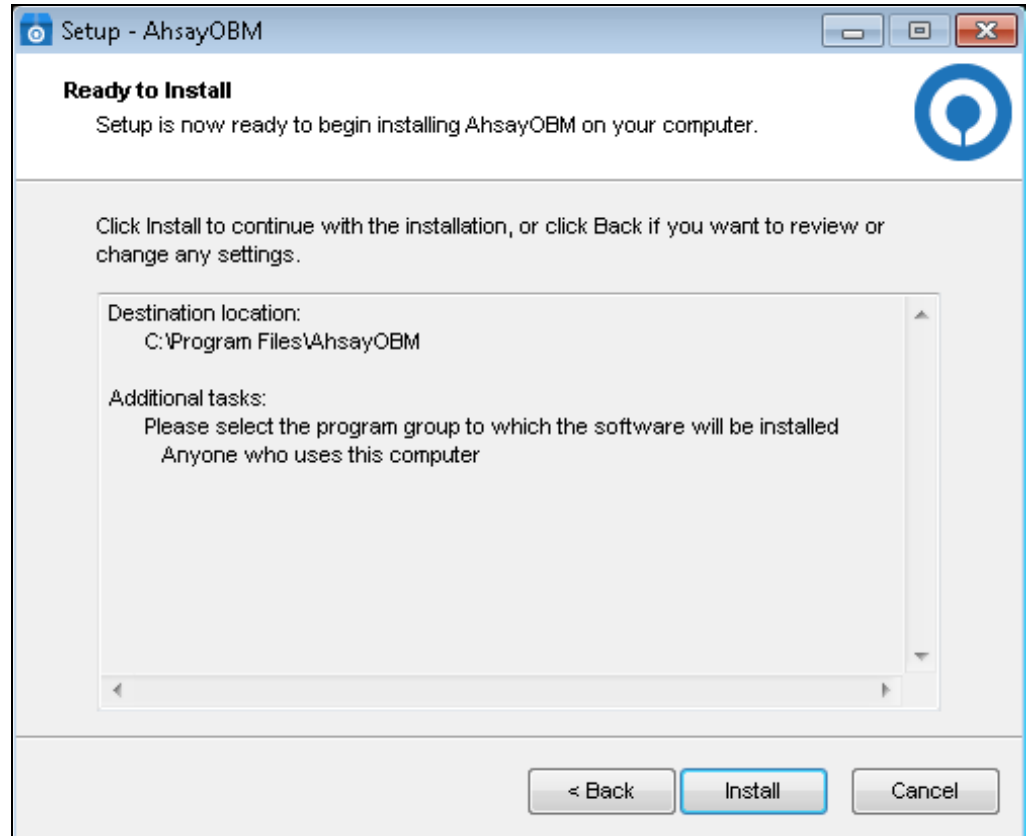 Setup - AhsayOBM
Ready to Install
Setup is now ready to begin installing AhsayOBM on your computer.
Click Install to continue with the installation, or click Back if you want to review or
change any settings.
Destination location:
C:\Program Files\AhsayOBM
Additional tasks:
Please select the program group to which the software will be installed
Anyone who uses this computer
< Back
Install
Cancel